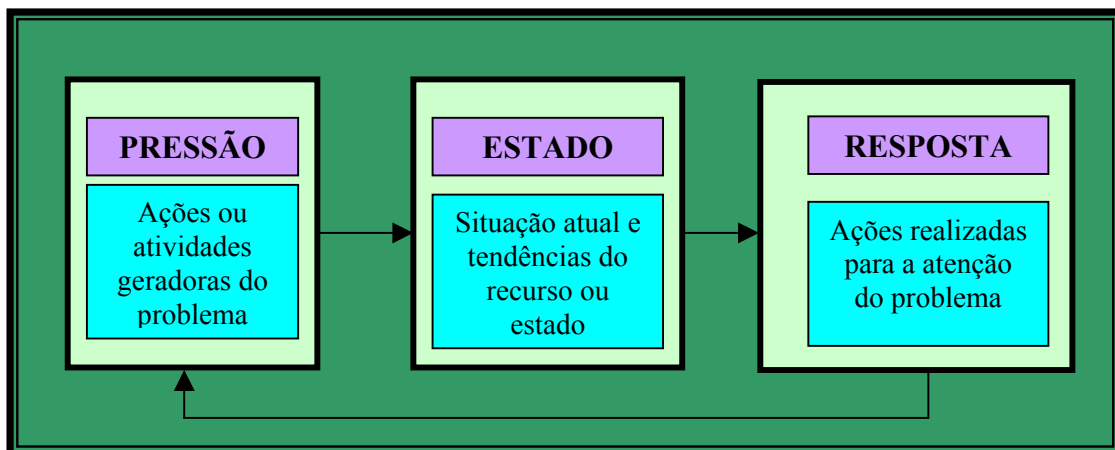 PRESSÃO
Ações ou
atividades
geradoras do
problema
ESTADO
Situação atual e
tendências do
recurso ou
estado
RESPOSTA
Ações realizadas
para a atenção
do problema